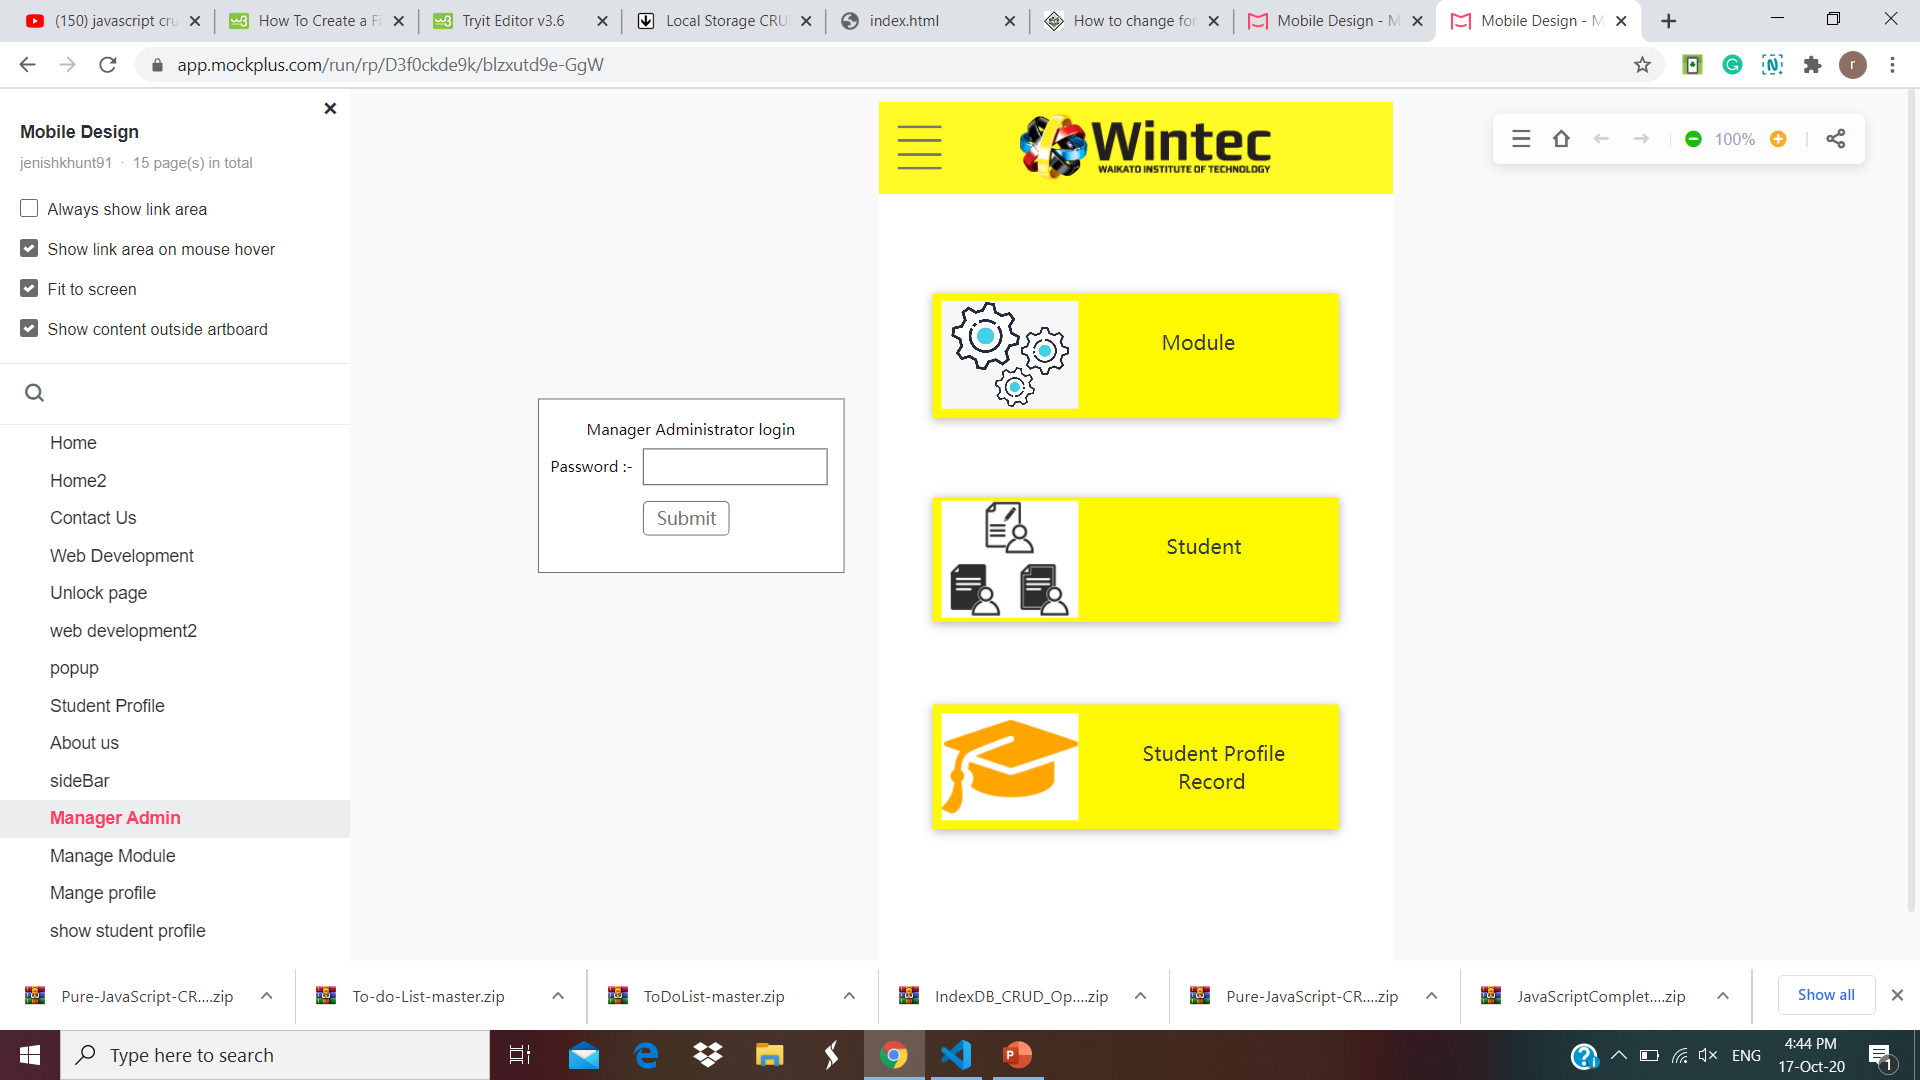 (150) javascript cru
How To Create a Fi
Tryit Editor v3.6
Local Storage CRU
index.html
How to change for
Mobile Design - M
Mobile Design - M
app.mockplus.com/run/rp/D3f0ckde9k/blzxutd9e-GgW
r
Mobile Design
jenishkhunt91 · 15 page(s) in total
Always show link area
Show link area on mouse hover
Fit to screen
Show content outside artboard
Home
Home2
Contact Us
Web Development
Unlock page
web development2
popup
Student Profile
About us
sideBar
Manager Admin
Manage Module
Mange profile
show student profile
Manager Administrator login
Password :-
Submit
Wintec
WAIKATO INSTITUTE OF TECHNOLOGY
Module
Student
Student Profile
Record
100%
Pure-JavaScript-CR....zip
To-do-List-master.zip
ToDoList-master.zip
IndexDB_CRUD_Op....zip
Pure-JavaScript-CR....zip
JavaScriptComplet....zip
Show all
Type here to search
ENG
4:44 PM
17-Oct-20
1